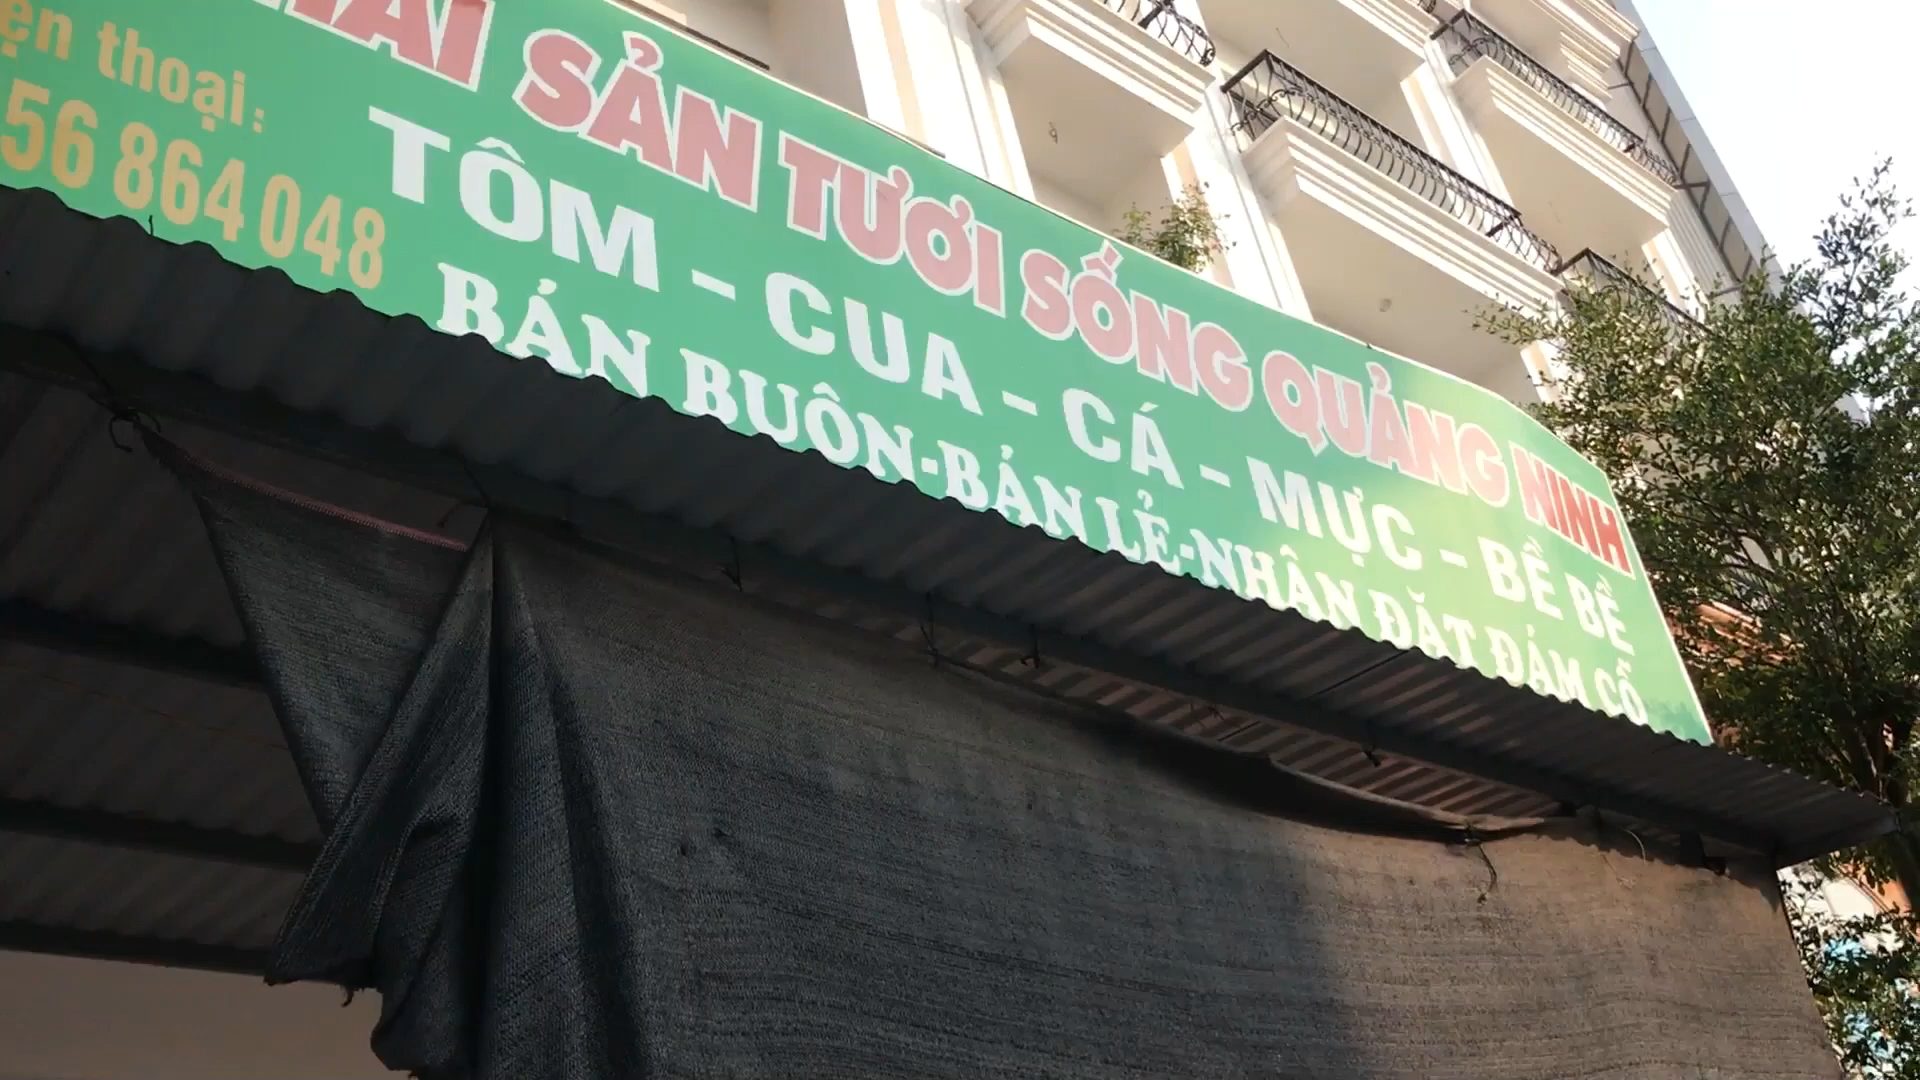 HẢI SẢN TƯƠI SỐNG QUẢNG NINH
ện thoại:
56 864 048
TÔM - CUA - CÁ - MỰC - BỀ BỀ
BÁN BUÔN-BÁN LẺ-NHẬN ĐẶT ĐÁM CỖ